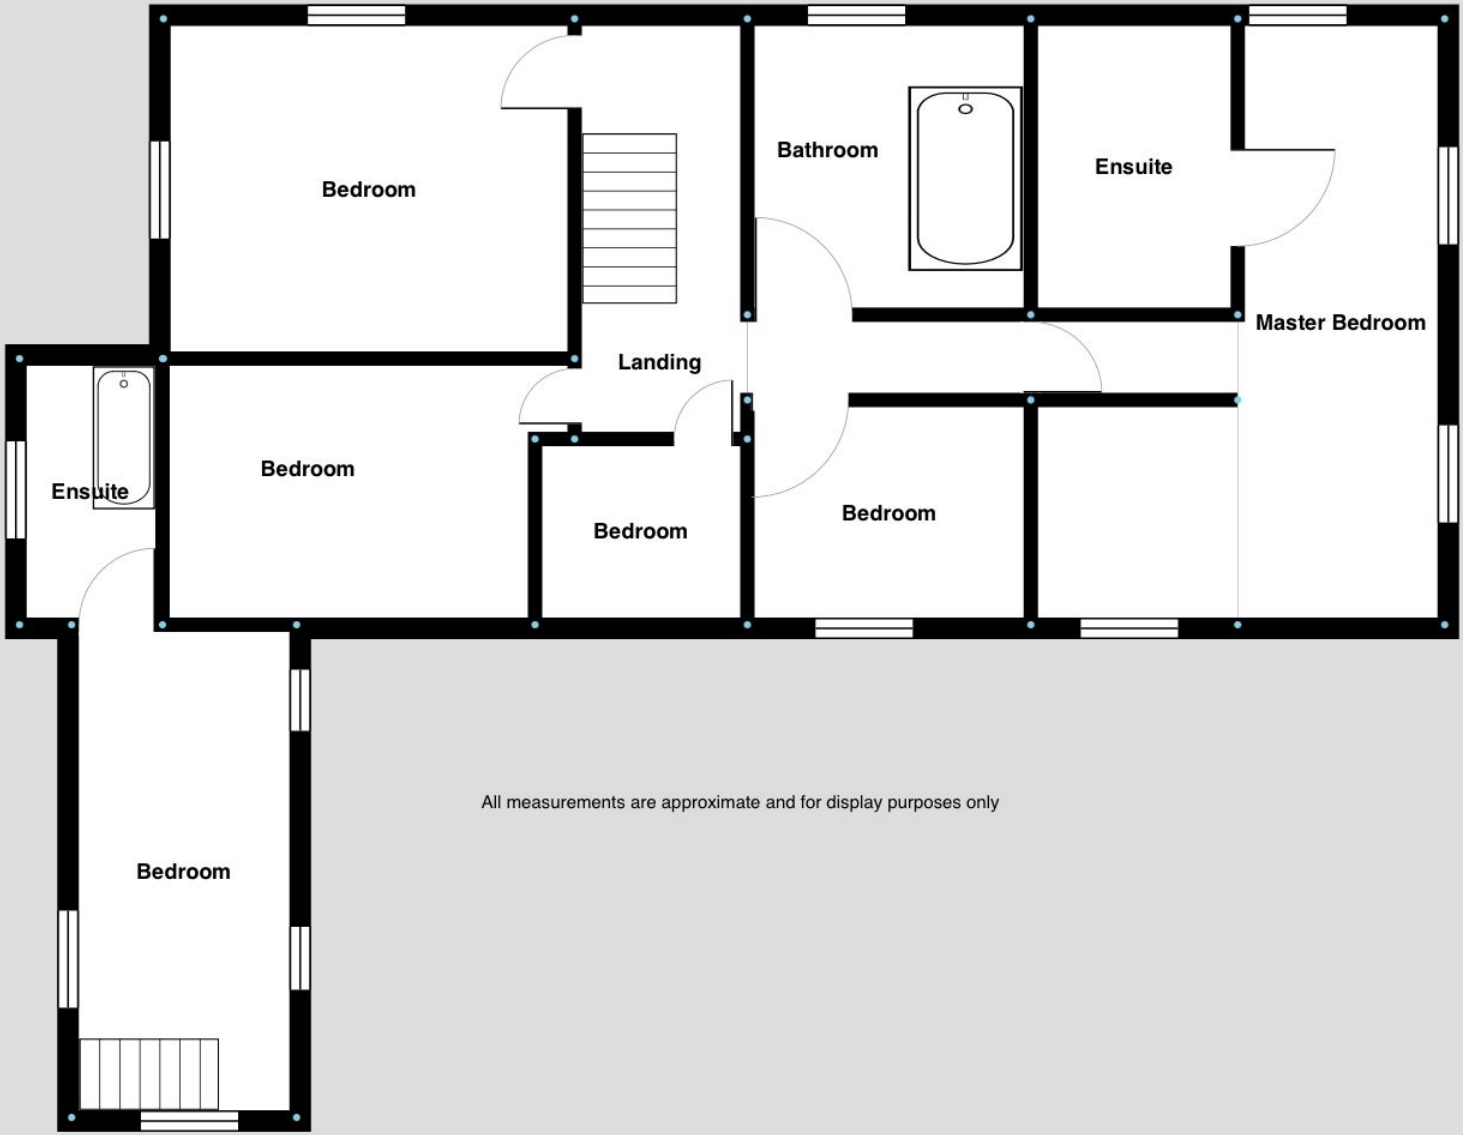 Bathroom
Ensuite
Bedroom
Master Bedroom
Landing
Bedroom
Ensuite
Bedroom
Bedroom
All measurements are approximate and for display purposes only
Bedroom